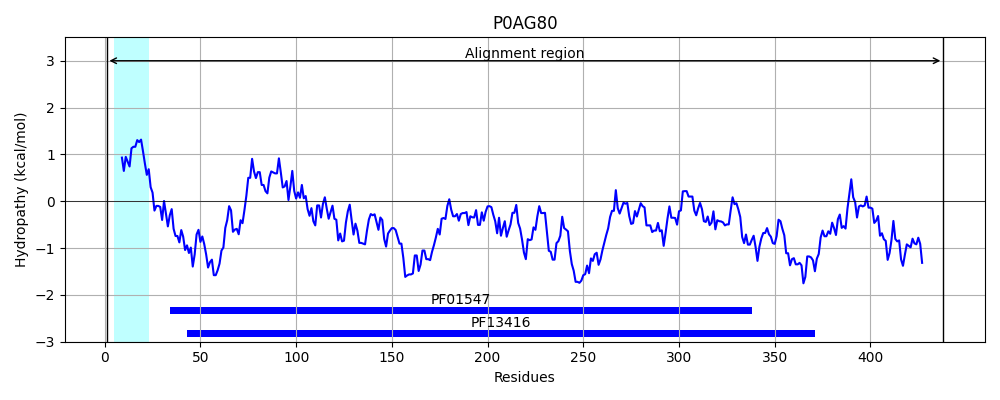 P0AG80
Alignment region
3
2
1
0
−1
−2
−3
Hydropathy (kcal/mol)
PF01547
PF13416
0 50 100 150 200 250 300 350 400
Residues